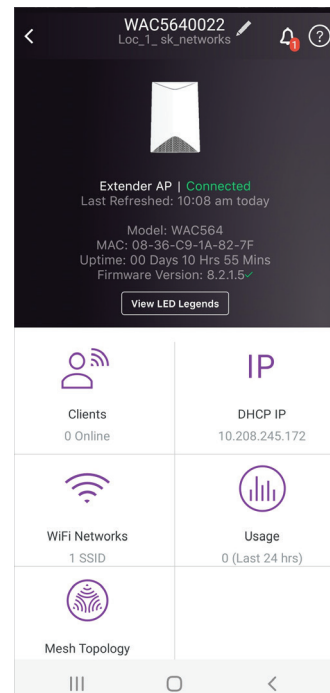 WAC5640022
Loc_1_ sk_networks
1
?
Extender AP | Connected
Last Refreshed: 10:08 am today
Model: WAC564
MAC: 08-36-C9-1A-82-7F
Uptime: 00 Days 10 Hrs 55 Mins
Firmware Version: 8.2.1.5
View LED Legends
Clients
0 Online
IP
DHCP IP
10.208.245.172
WiFi Networks
1 SSID
Usage
0 (Last 24 hrs)
Mesh Topology